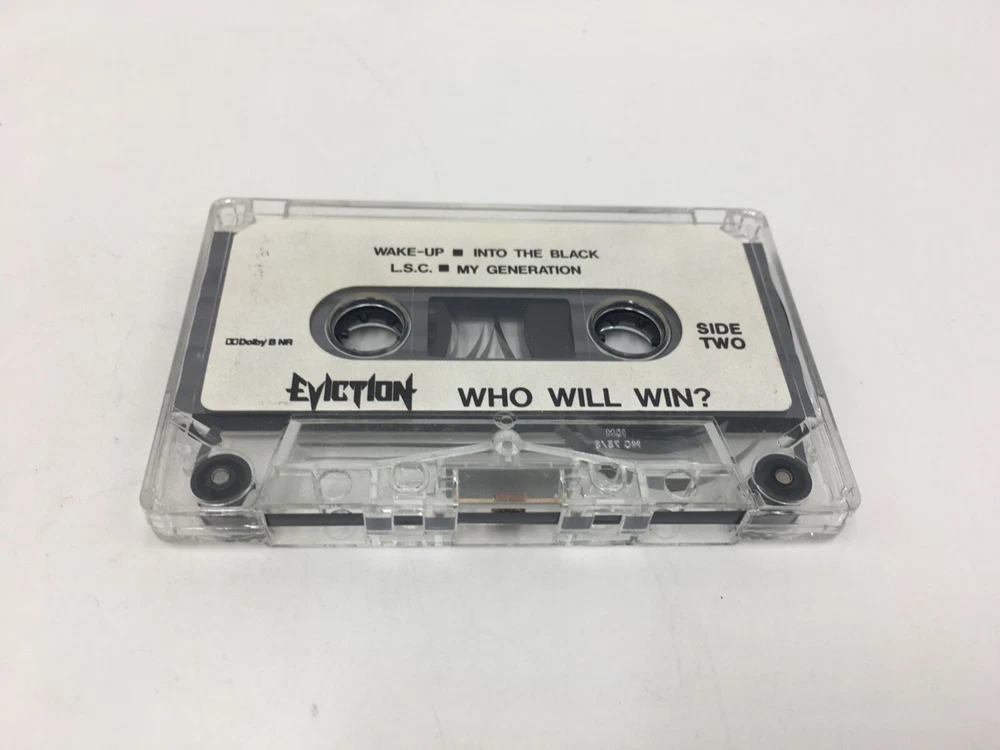 WAKE-UP ■ INTO THE BLACK
L.S.C. ■ MY GENERATION
Dolby B NR
SIDE
TWO
EVICTION WHO WILL WIN?